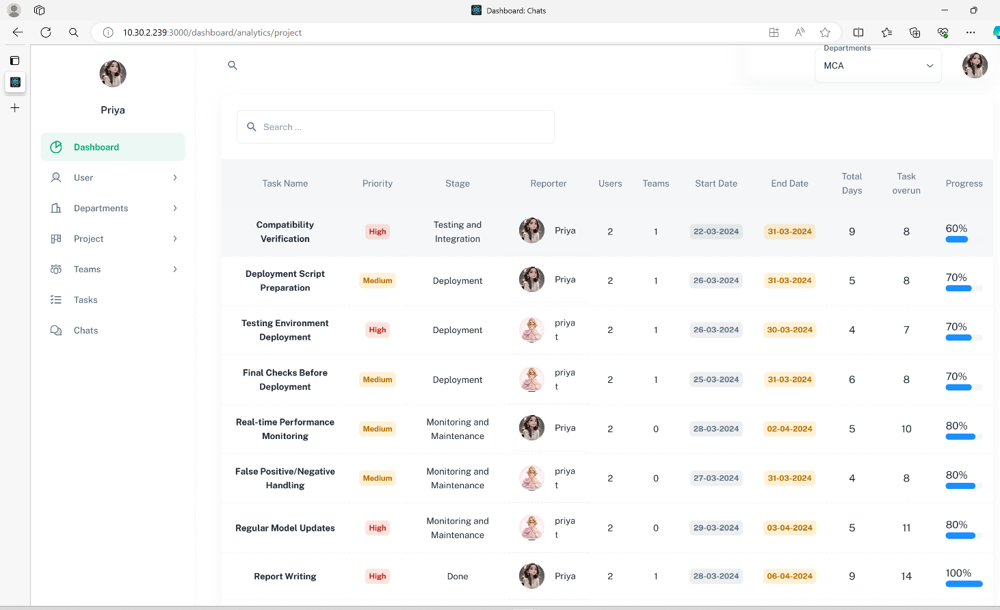 Dashboard: Chats
10.30.2.239:3000/dashboard/analytics/project
Priya
Dashboard
User
Departments
Project
Teams
Tasks
Chats
Departments
MCA
Search ...
Task Name Priority Stage Reporter Users Teams Start Date End Date Total Days Task overun Progress
Compatibility Verification High Testing and Integration Priya 2 1 22-03-2024 31-03-2024 9 8 60%
Deployment Script Preparation Medium Deployment Priya 2 1 26-03-2024 31-03-2024 5 8 70%
Testing Environment Deployment High Deployment priya t 2 1 26-03-2024 30-03-2024 4 7 70%
Final Checks Before Deployment Medium Deployment priya t 2 1 25-03-2024 31-03-2024 6 8 70%
Real-time Performance Monitoring Medium Monitoring and Maintenance Priya 2 0 28-03-2024 02-04-2024 5 10 80%
False Positive/Negative Handling Medium Monitoring and Maintenance priya t 2 0 27-03-2024 31-03-2024 4 8 80%
Regular Model Updates High Monitoring and Maintenance priya t 2 0 29-03-2024 03-04-2024 5 11 80%
Report Writing High Done Priya 2 1 28-03-2024 06-04-2024 9 14 100%